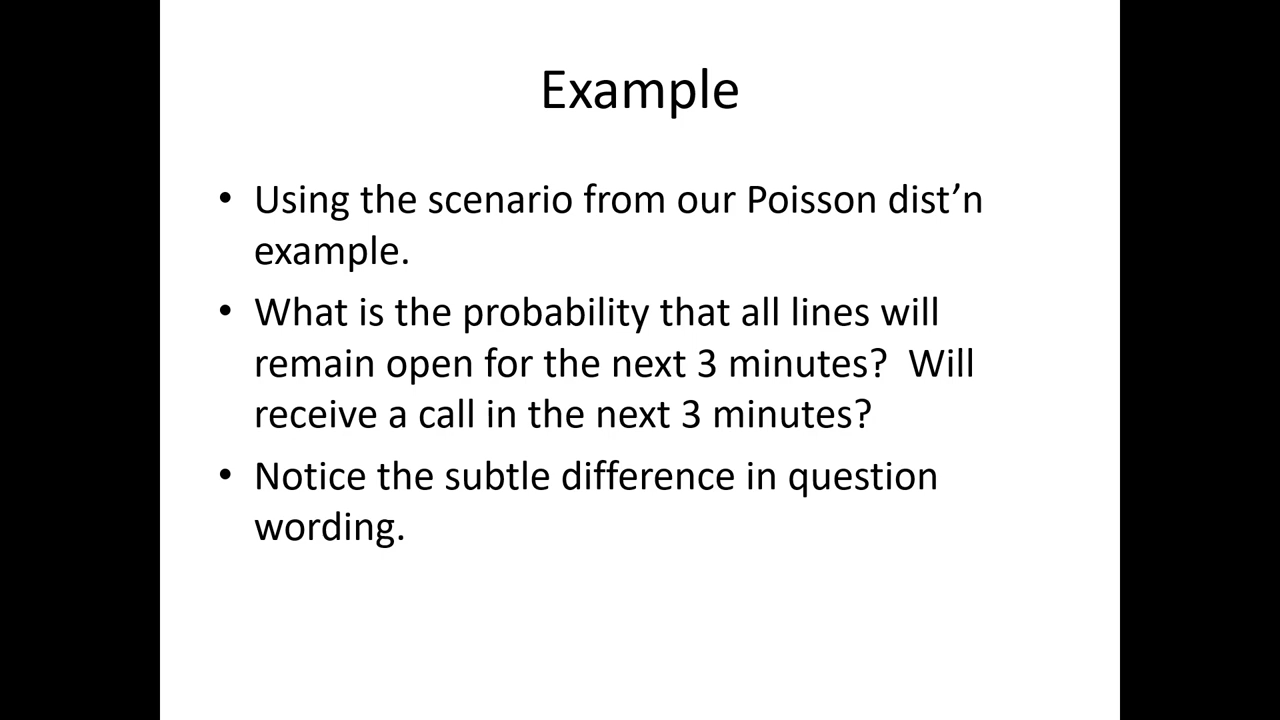 Example
• Using the scenario from our Poisson dist’n
example.
• What is the probability that all lines will
remain open for the next 3 minutes?  Will
receive a call in the next 3 minutes?
• Notice the subtle difference in question
wording.